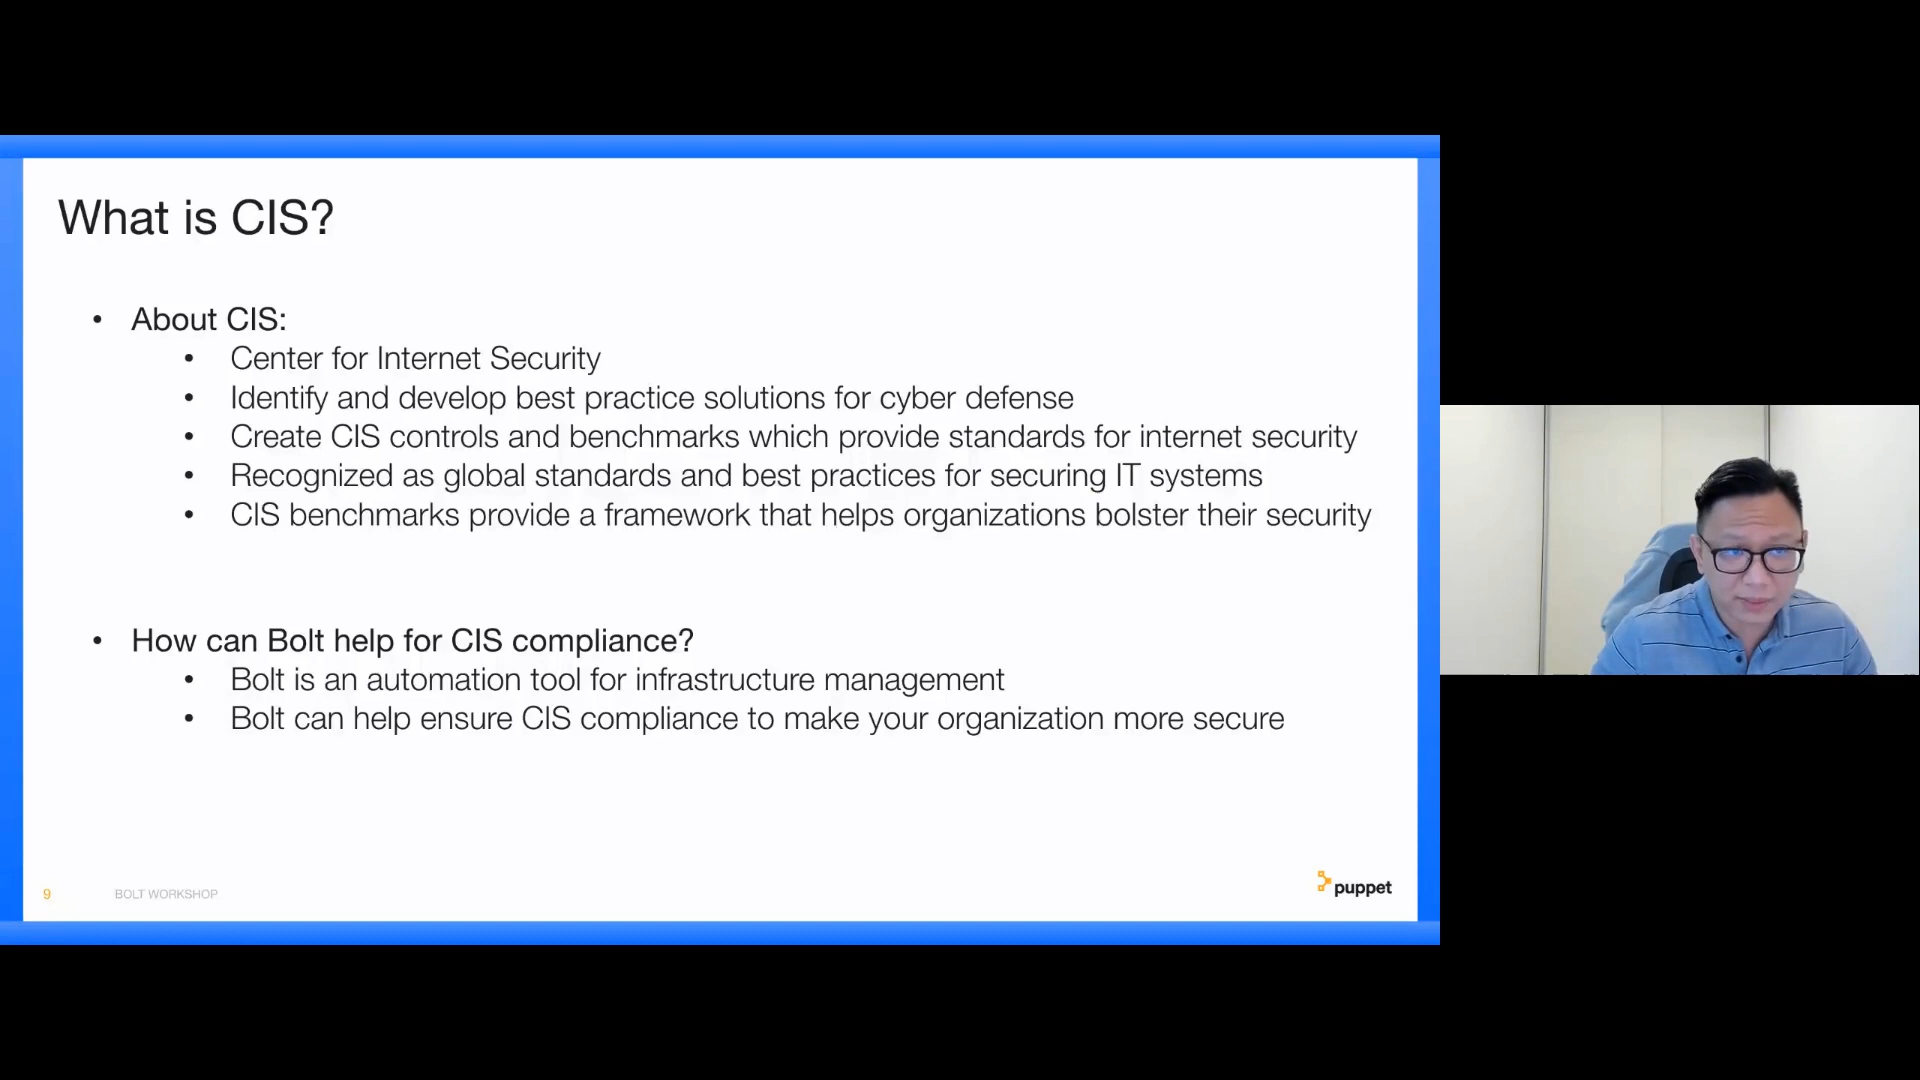 What is CIS?
• About CIS:
• Center for Internet Security
• Identify and develop best practice solutions for cyber defense
• Create CIS controls and benchmarks which provide standards for internet security
• Recognized as global standards and best practices for securing IT systems
• CIS benchmarks provide a framework that helps organizations bolster their security
• How can Bolt help for CIS compliance?
• Bolt is an automation tool for infrastructure management
• Bolt can help ensure CIS compliance to make your organization more secure
9 BOLT WORKSHOP
puppet